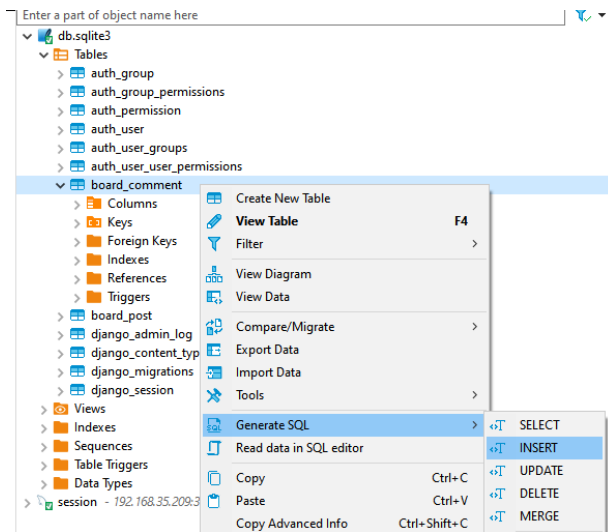 Enter a part of object name here
db.sqlite3
Tables
auth_group
auth_group_permissions
auth_permission
auth_user
auth_user_groups
auth_user_user_permissions
board_comment
Columns
Keys
Foreign Keys
Indexes
References
Triggers
board_post
django_admin_log
django_content_typ
django_migrations
django_session
Views
Indexes
Sequences
Table Triggers
Data Types
session - 192.168.35.209:3
Create New Table
View Table F4
Filter
View Diagram
View Data
Compare/Migrate
Export Data
Import Data
Tools
Generate SQL
Read data in SQL editor
Copy Ctrl+C
Paste Ctrl+V
Copy Advanced Info Ctrl+Shift+C
SELECT
INSERT
UPDATE
DELETE
MERGE